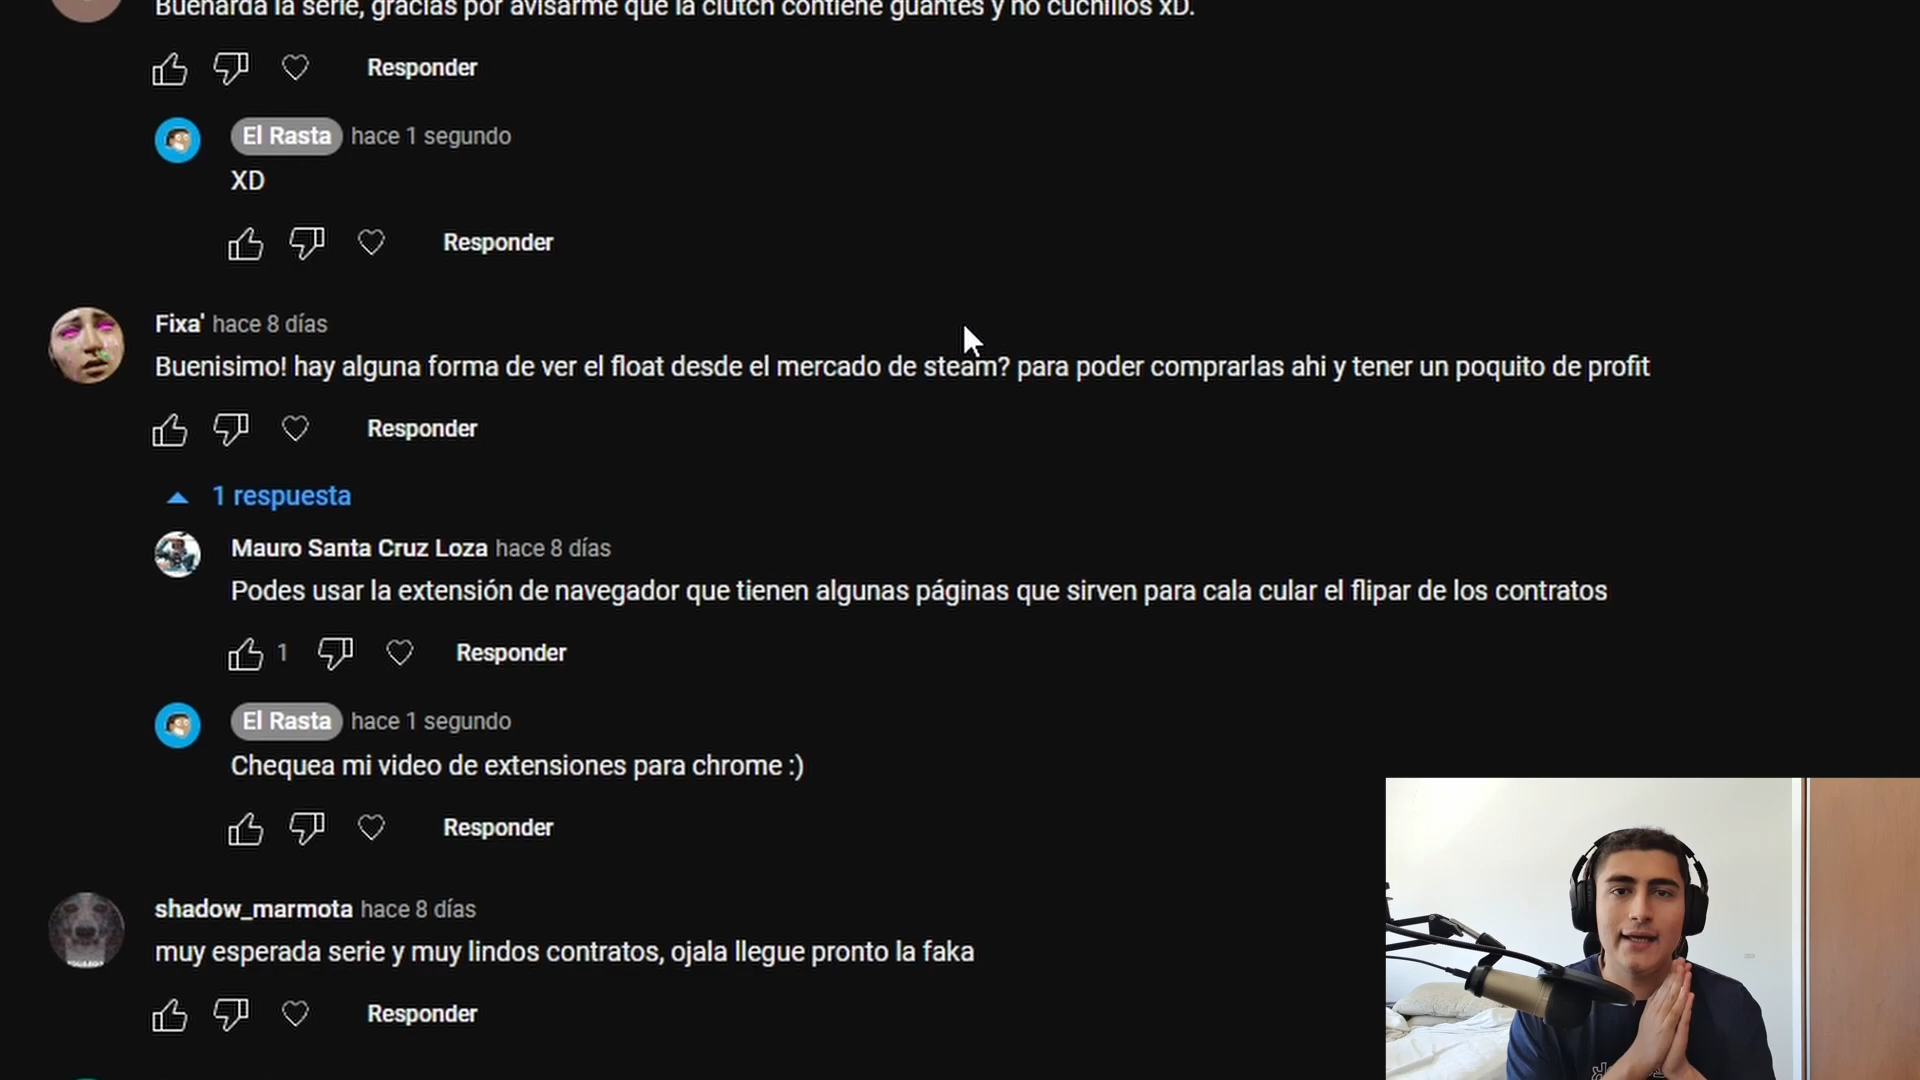 Buenarda la serie, gracias por avisarme que la clutch contiene guantes y no cuchillos xD.
Responder
El Rasta hace 1 segundo
XD
Responder
Fixa' hace 8 días
Buenisimo! hay alguna forma de ver el float desde el mercado de steam? para poder comprarlas ahi y tener un poquito de profit
Responder
1 respuesta
Mauro Santa Cruz Loza hace 8 días
Podes usar la extensión de navegador que tienen algunas páginas que sirven para cala cular el flipar de los contratos
1 Responder
El Rasta hace 1 segundo
Chequea mi video de extensiones para chrome :)
Responder
shadow_marmota hace 8 días
muy esperada serie y muy lindos contratos, ojala llegue pronto la faka
Responder